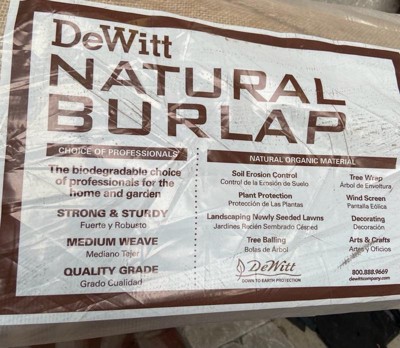 DeWitt
NATURAL
BURLAP
CHOICE OF PROFESSIONALS
The biodegradable choice
of professionals for the
home and garden
STRONG & STURDY
Fuerte y Robusto
MEDIUM WEAVE
Mediano Tejer
QUALITY GRADE
Grado Cualidad
NATURAL ORGANIC MATERIAL
Soil Erosion Control
Control de la Erosión de Suelo
Plant Protection
Protección de Las Plantas
Landscaping Newly Seeded Lawns
Jardines Recién Sembrado Césped
Tree Balling
Bolas de Árbol
Tree Wrap
Árbol de Envoltura
Wind Screen
Pantalla Eólica
Decorating
Decoración
Arts & Crafts
Artes y Oficios
DeWitt
DOWN TO EARTH PROTECTION
800.888.9669
dewittcompany.com